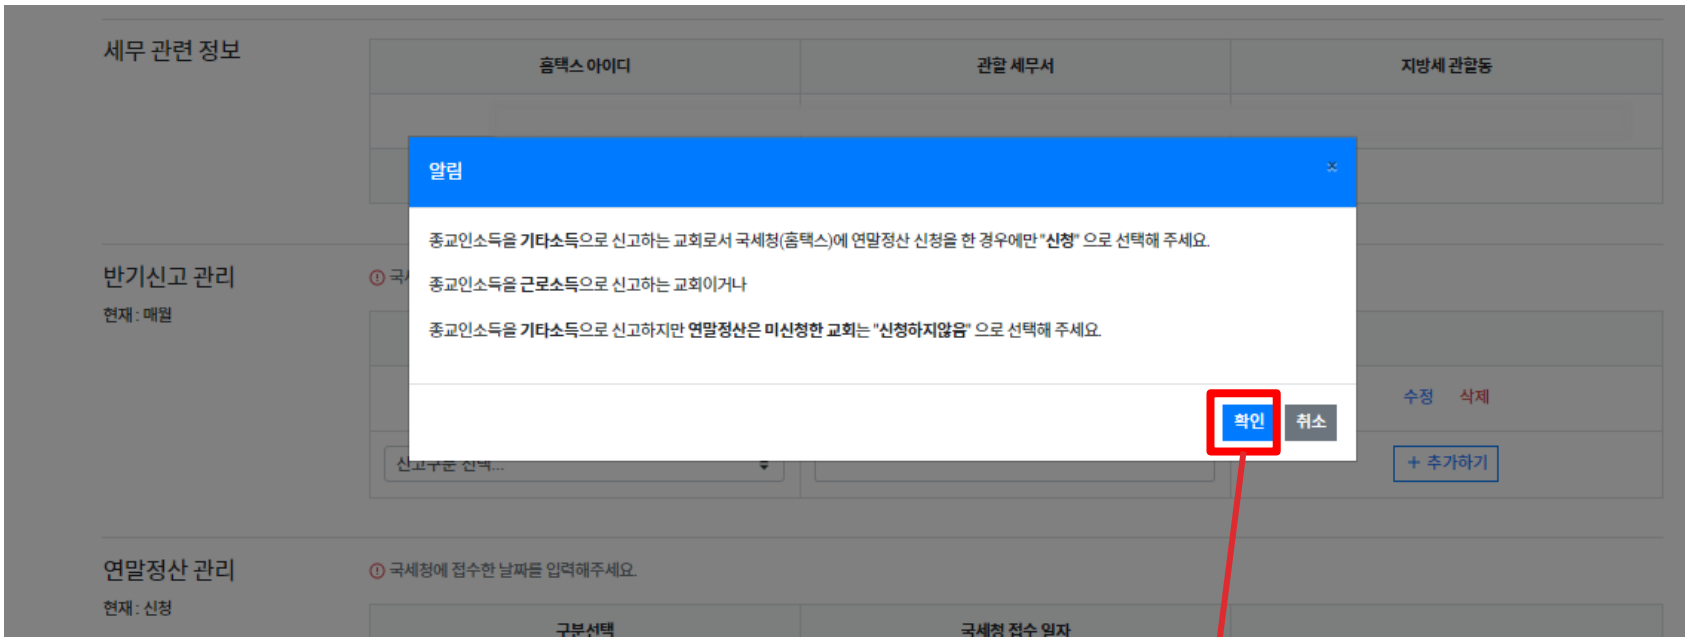 세무 관련 정보
홈택스 아이디
관할 세무서
지방세 관할동
알림
×
종교인소득을 기타소득으로 신고하는 교회로서 국세청(홈택스)에 연말정산 신청을 한 경우에만 "신청" 으로 선택해 주세요.
종교인소득을 근로소득으로 신고하는 교회이거나
종교인소득을 기타소득으로 신고하지만 연말정산은 미신청한 교회는 "신청하지않음" 으로 선택해 주세요.
확인
취소
반기신고 관리
국세
현재 : 매월
수정
삭제
신고구분 선택...
+ 추가하기
연말정산 관리
국세청에 접수한 날짜를 입력해주세요.
현재 : 신청
구분선택
국세청 접수 일자